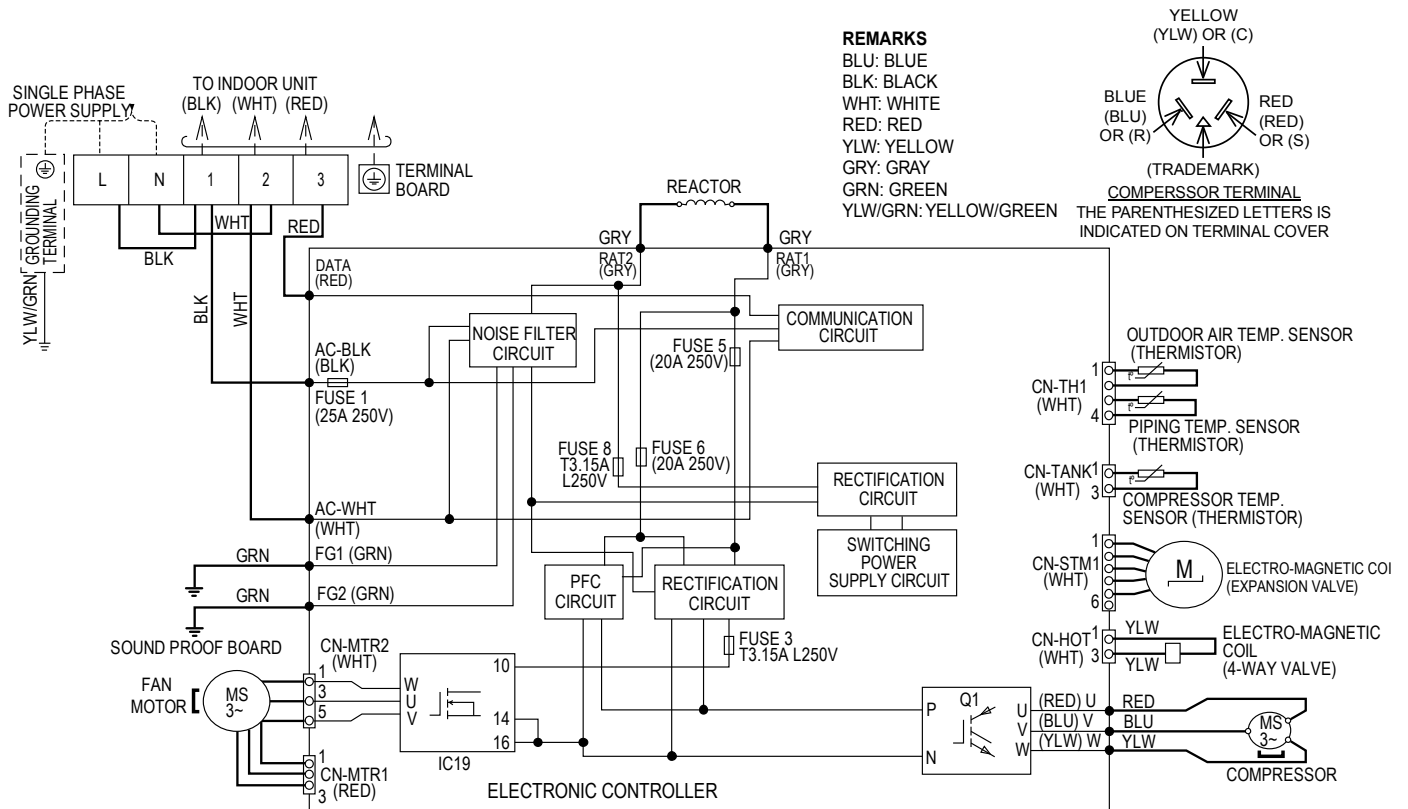 SINGLE PHASE
POWER SUPPLY
TO INDOOR UNIT
(BLK) (WHT) (RED)
GROUNDING
TERMINAL
L N 1 2 3
TERMINAL
BOARD
WHT
RED
BLK
YLW/GRN
BLK
WHT
REMARKS
BLU: BLUE
BLK: BLACK
WHT: WHITE
RED: RED
YLW: YELLOW
GRY: GRAY
GRN: GREEN
YLW/GRN: YELLOW/GREEN
YELLOW
(YLW) OR (C)
BLUE
(BLU)
OR (R)
RED
(RED)
OR (S)
(TRADEMARK)
COMPERSSOR TERMINAL
THE PARENTHESIZED LETTERS IS
INDICATED ON TERMINAL COVER
REACTOR
GRY
GRY
RAT2
(GRY)
RAT1
(GRY)
DATA
(RED)
NOISE FILTER
CIRCUIT
COMMUNICATION
CIRCUIT
AC-BLK
(BLK)
FUSE 1
(25A 250V)
FUSE 5
(20A 250V)
FUSE 8
T3.15A
L250V
FUSE 6
(20A 250V)
RECTIFICATION
CIRCUIT
SWITCHING
POWER
SUPPLY CIRCUIT
AC-WHT
(WHT)
GRN
FG1 (GRN)
GRN
FG2 (GRN)
PFC
CIRCUIT
RECTIFICATION
CIRCUIT
FUSE 3
T3.15A L250V
SOUND PROOF BOARD
CN-MTR2
(WHT)
FAN
MOTOR
MS
3~
1
3
5
W
U
V
10
14
16
IC19
1
CN-MTR1
(RED)
3
ELECTRONIC CONTROLLER
OUTDOOR AIR TEMP. SENSOR
(THERMISTOR)
1
CN-TH1
(WHT)
4
t°
t°
PIPING TEMP. SENSOR
(THERMISTOR)
CN-TANK
(WHT)
1
3
t°
COMPRESSOR TEMP.
SENSOR (THERMISTOR)
1
CN-STM1
(WHT)
6
M
ELECTRO-MAGNETIC COI
(EXPANSION VALVE)
CN-HOT
(WHT)
1
3
YLW
YLW
ELECTRO-MAGNETIC
COIL
(4-WAY VALVE)
P
N
Q1
U
V
W
(RED) U
(BLU) V
(YLW) W
RED
BLU
YLW
MS
3~
COMPRESSOR